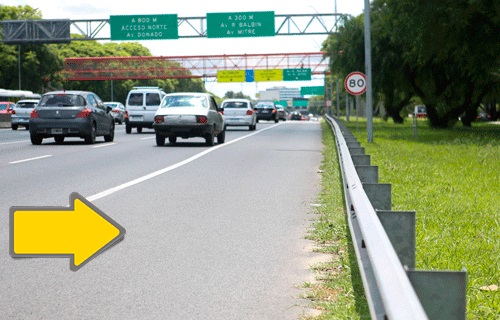 A 800 M
ACCESO NORTE
AV. DONADO
A 300 M
AV. R. BALBIN
AV. MITRE
80